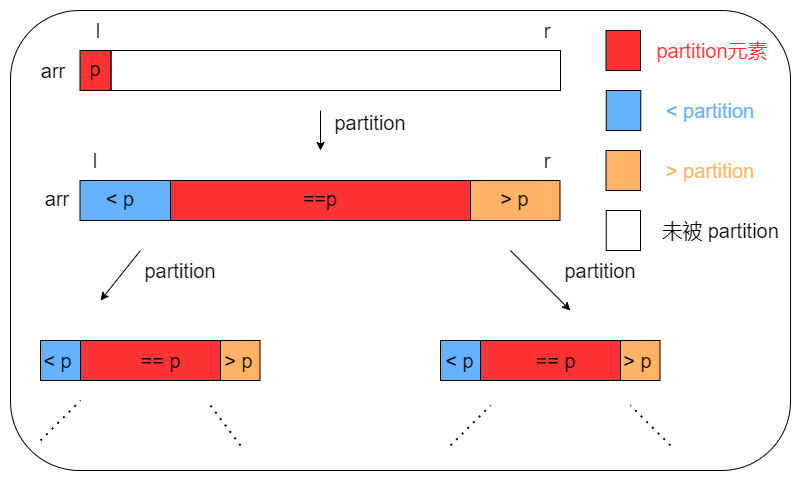 l r
arr p
partition
l r
arr < p ==p > p
partition partition
< p == p > p < p == p > p
partition元素
< partition
> partition
未被 partition